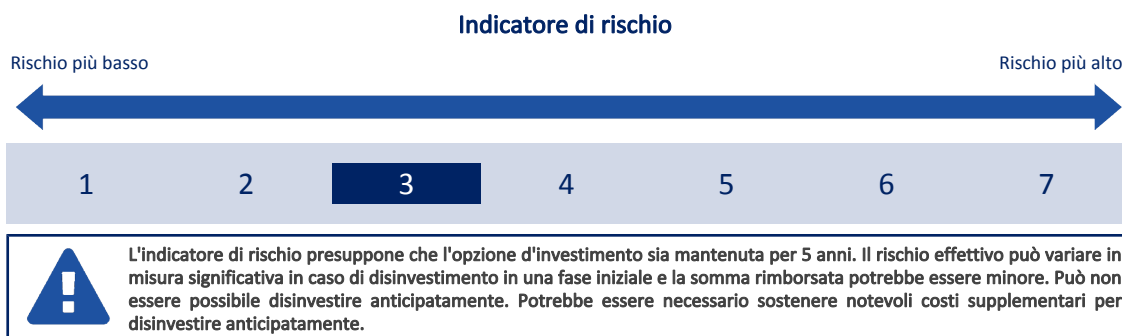 Indicatore di rischio
Rischio più basso Rischio più alto
1 2 3 4 5 6 7
L'indicatore di rischio presuppone che l'opzione d'investimento sia mantenuta per 5 anni. Il rischio effettivo può variare in
misura significativa in caso di disinvestimento in una fase iniziale e la somma rimborsata potrebbe essere minore. Può non
essere possibile disinvestire anticipatamente. Potrebbe essere necessario sostenere notevoli costi supplementari per
disinvestire anticipatamente.